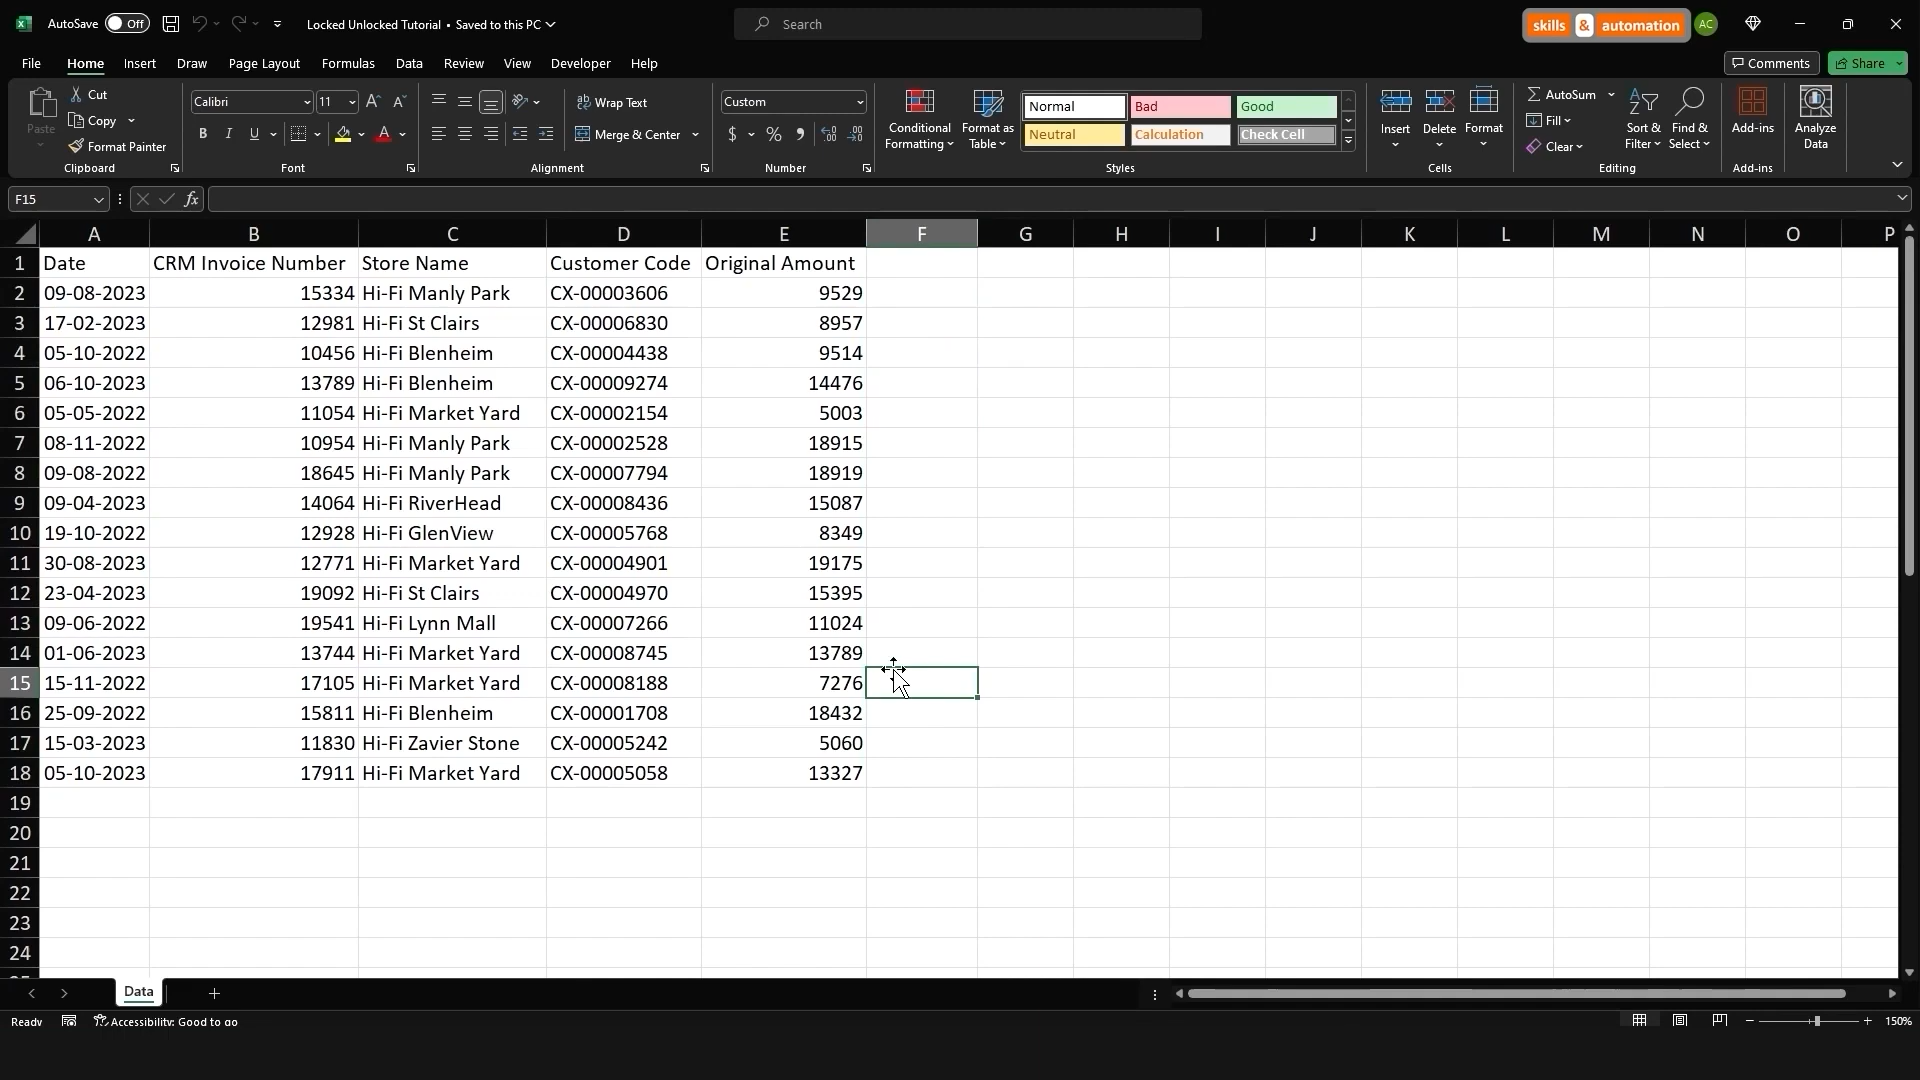 AutoSave Off Locked Unlocked Tutorial • Saved to this PC Search skills & automation AC
File Home Insert Draw Page Layout Formulas Data Review View Developer Help Comments Share
Paste Cut Copy Format Painter Clipboard
Calibri 11 B I U A Font
Wrap Text Merge & Center Alignment
Custom $ % Number
Conditional Formatting Format as Table
Normal Bad Good
Neutral Calculation Check Cell
Styles
Insert Delete Format Cells
AutoSum Fill Clear Sort & Filter Find & Select Editing
Add-ins Add-ins
Analyze Data
F15 fx
A B C D E F G H I J K L M N O P
1 Date CRM Invoice Number Store Name Customer Code Original Amount
2 09-08-2023 15334 Hi-Fi Manly Park CX-00003606 9529
3 17-02-2023 12981 Hi-Fi St Clairs CX-00006830 8957
4 05-10-2022 10456 Hi-Fi Blenheim CX-00004438 9514
5 06-10-2023 13789 Hi-Fi Blenheim CX-00009274 14476
6 05-05-2022 11054 Hi-Fi Market Yard CX-00002154 5003
7 08-11-2022 10954 Hi-Fi Manly Park CX-00002528 18915
8 09-08-2022 18645 Hi-Fi Manly Park CX-00007794 18919
9 09-04-2023 14064 Hi-Fi RiverHead CX-00008436 15087
10 19-10-2022 12928 Hi-Fi GlenView CX-00005768 8349
11 30-08-2023 12771 Hi-Fi Market Yard CX-00004901 19175
12 23-04-2023 19092 Hi-Fi St Clairs CX-00004970 15395
13 09-06-2022 19541 Hi-Fi Lynn Mall CX-00007266 11024
14 01-06-2023 13744 Hi-Fi Market Yard CX-00008745 13789
15 15-11-2022 17105 Hi-Fi Market Yard CX-00008188 7276
16 25-09-2022 15811 Hi-Fi Blenheim CX-00001708 18432
17 15-03-2023 11830 Hi-Fi Zavier Stone CX-00005242 5060
18 05-10-2023 17911 Hi-Fi Market Yard CX-00005058 13327
19
20
21
22
23
24
Data
Ready Accessibility: Good to go 150%